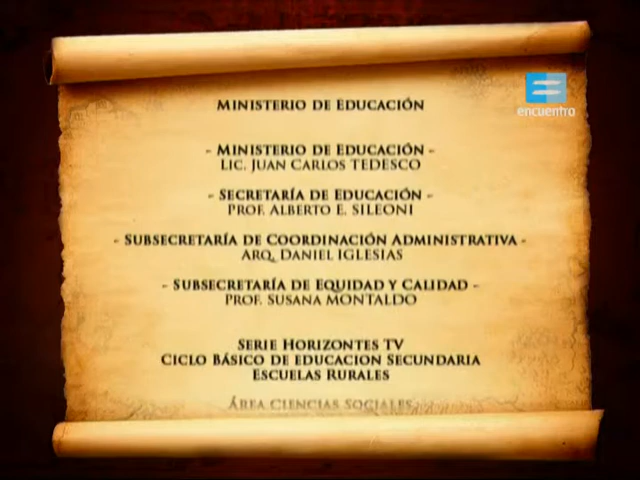 encuentro
MINISTERIO DE EDUCACIÓN
- MINISTERIO DE EDUCACIÓN -
LIC. JUAN CARLOS TEDESCO
- SECRETARÍA DE EDUCACIÓN -
PROF. ALBERTO E. SILEONI
- SUBSECRETARÍA DE COORDINACIÓN ADMINISTRATIVA -
ARQ. DANIEL IGLESIAS
- SUBSECRETARÍA DE EQUIDAD Y CALIDAD -
PROF. SUSANA MONTALDO
SERIE HORIZONTES TV
CICLO BÁSICO DE EDUCACION SECUNDARIA
ESCUELAS RURALES
ÁREA CIENCIAS SOCIALES